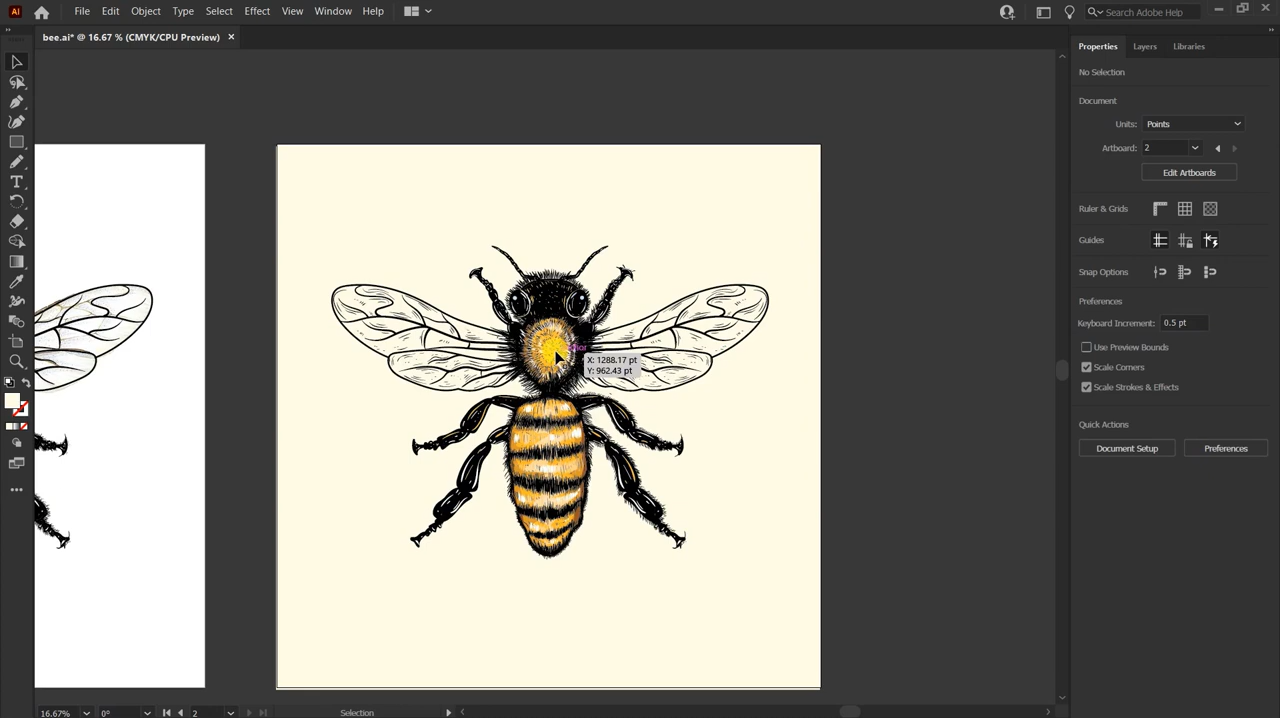 Ai File Edit Object Type Select Effect View Window Help Search Adobe Help
bee.ai* @ 16.67 % (CMYK/CPU Preview) ×
Properties Layers Libraries
No Selection
Document
Units: Points
Artboard: 2
Edit Artboards
Ruler & Grids
Guides
Snap Options
Preferences
Keyboard Increment: 0.5 pt
Use Preview Bounds
Scale Corners
Scale Strokes & Effects
Quick Actions
Document Setup Preferences
X: 1288.17 pt
Y: 962.43 pt
16.67% 0° 2 Selection